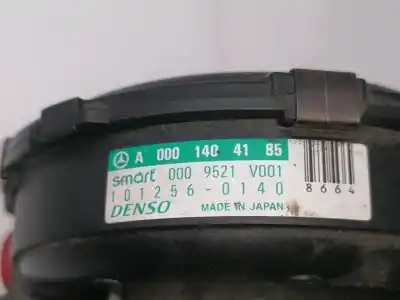 A 000 140 41 85
smart 000 9521 V001
101256-0140
DENSO MADE IN JAPAN
8664